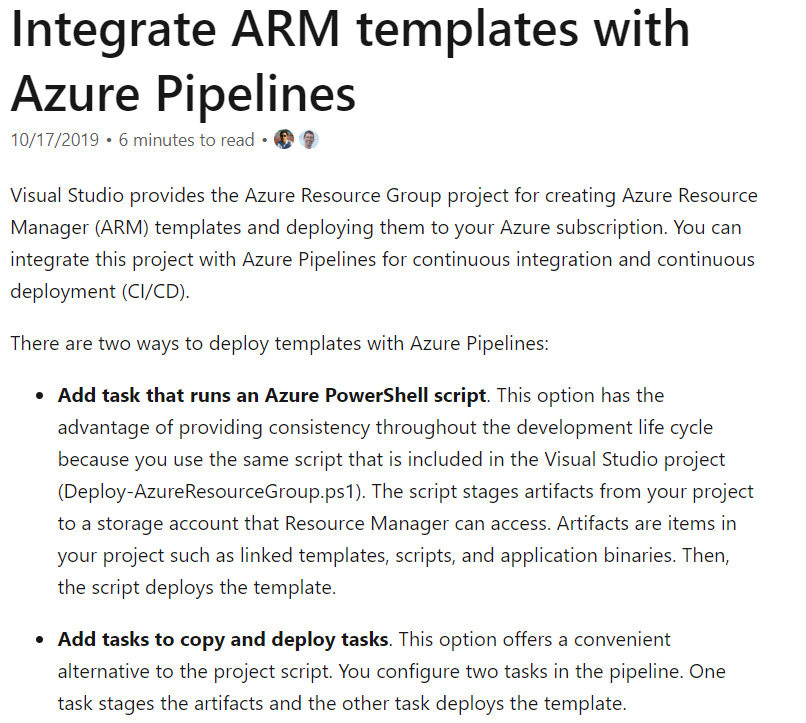 Integrate ARM templates with
Azure Pipelines
10/17/2019 • 6 minutes to read •
Visual Studio provides the Azure Resource Group project for creating Azure Resource
Manager (ARM) templates and deploying them to your Azure subscription. You can
integrate this project with Azure Pipelines for continuous integration and continuous
deployment (CI/CD).
There are two ways to deploy templates with Azure Pipelines:
• Add task that runs an Azure PowerShell script. This option has the
advantage of providing consistency throughout the development life cycle
because you use the same script that is included in the Visual Studio project
(Deploy-AzureResourceGroup.ps1). The script stages artifacts from your project
to a storage account that Resource Manager can access. Artifacts are items in
your project such as linked templates, scripts, and application binaries. Then,
the script deploys the template.
• Add tasks to copy and deploy tasks. This option offers a convenient
alternative to the project script. You configure two tasks in the pipeline. One
task stages the artifacts and the other task deploys the template.